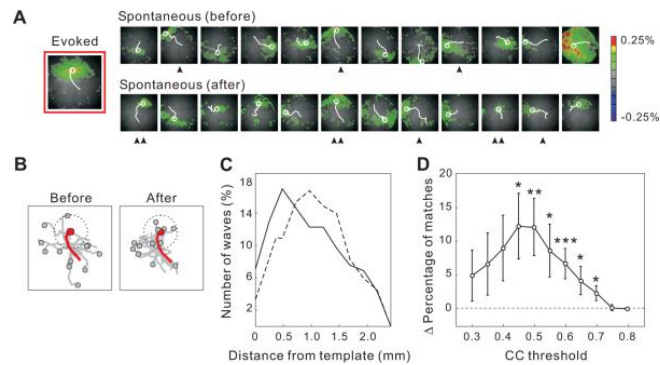 A
Spontaneous (before)
Evoked
0.25%
Spontaneous (after)
-0.25%
B
Before
After
C
Number of waves (%)
18
14
10
6
2
0
0.5
1.0
1.5
2.0
Distance from template (mm)
D
Δ Percentage of matches
20
15
10
5
0
*
**
*
***
*
*
0.3
0.4
0.5
0.6
0.7
0.8
CC threshold